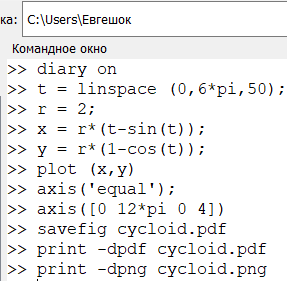 ка: C:\Users\Евгешок
Командное окно
>> diary on
>> t = linspace (0,6*pi,50);
>> r = 2;
>> x = r*(t-sin(t));
>> y = r*(1-cos(t));
>> plot (x,y)
>> axis('equal');
>> axis([0 12*pi 0 4])
>> savefig cycloid.pdf
>> print -dpdf cycloid.pdf
>> print -dpng cycloid.png